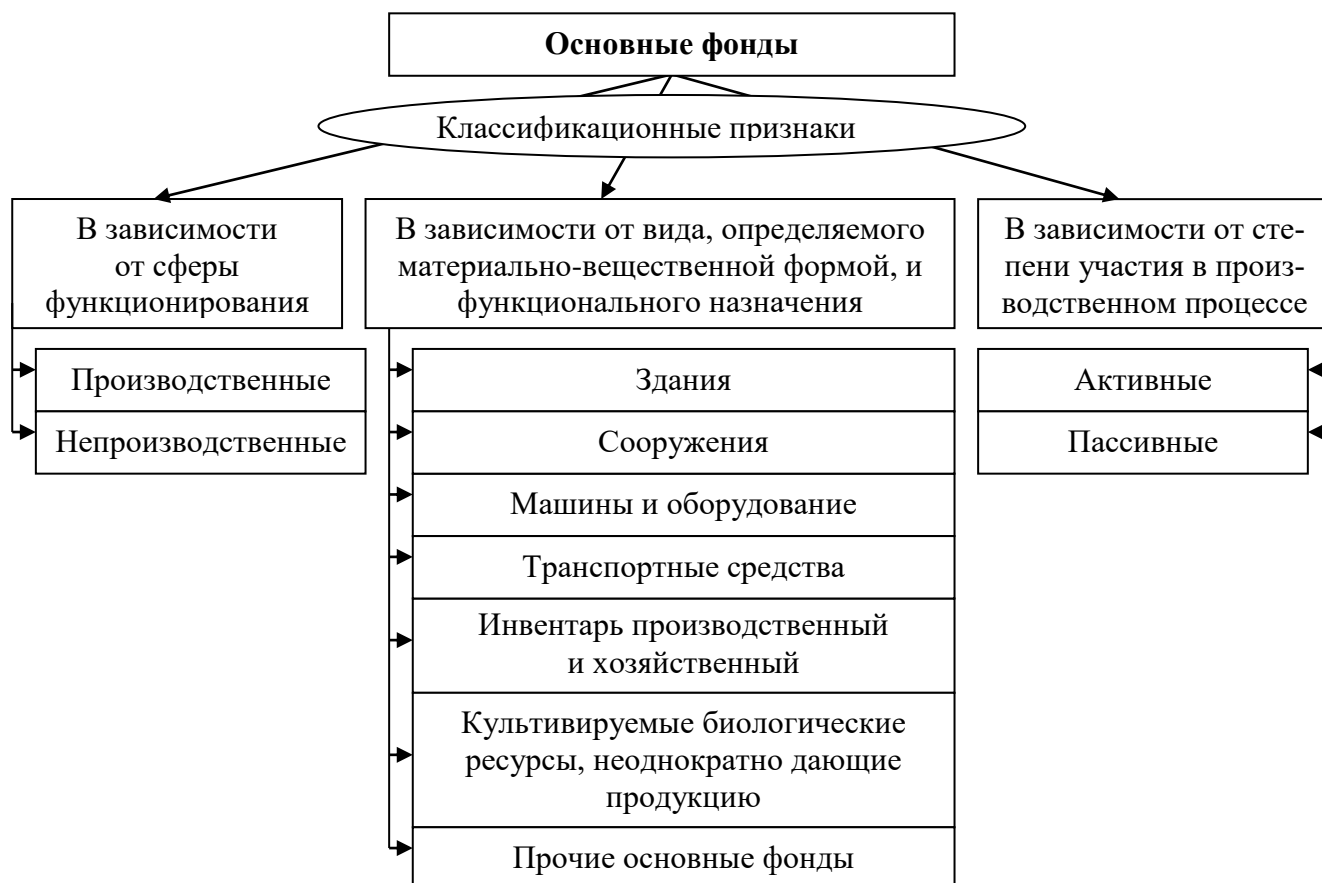 Основные фонды
Классификационные признаки
В зависимости
от сферы
функционирования
В зависимости от вида, определяемого
материально-вещественной формой, и
функционального назначения
В зависимости от сте-
пени участия в произ-
водственном процессе
Производственные
Непроизводственные
Здания
Сооружения
Машины и оборудование
Транспортные средства
Инвентарь производственный
и хозяйственный
Культивируемые биологические
ресурсы, неоднократно дающие
продукцию
Прочие основные фонды
Активные
Пассивные